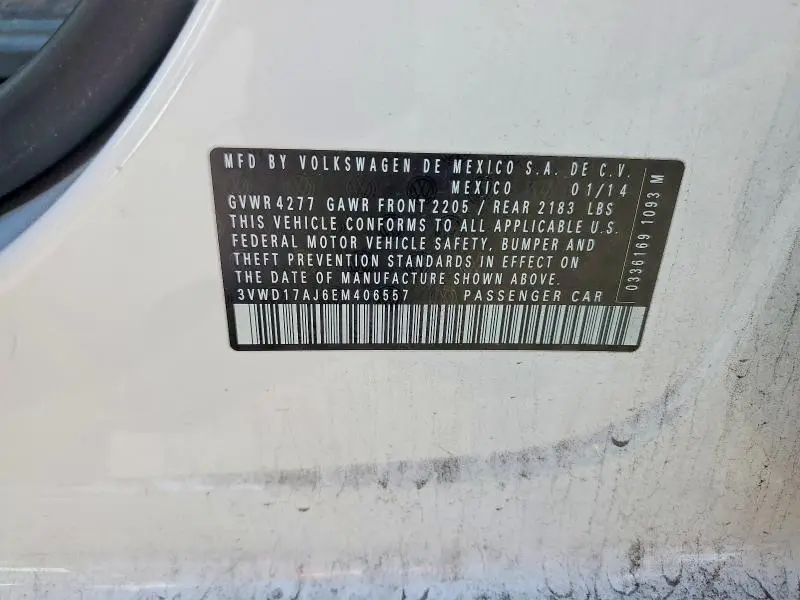 MFD BY VOLKSWAGEN DE MEXICO S.A. DE C.V.
MEXICO 01/14
GVWR 4277 GAWR FRONT 2205 / REAR 2183 LBS
THIS VEHICLE CONFORMS TO ALL APPLICABLE U.S.
FEDERAL MOTOR VEHICLE SAFETY, BUMPER AND
THEFT PREVENTION STANDARDS IN EFFECT ON
THE DATE OF MANUFACTURE SHOWN ABOVE.
3VWD17AJ6EM406557 PASSENGER CAR
0336169 1093 M